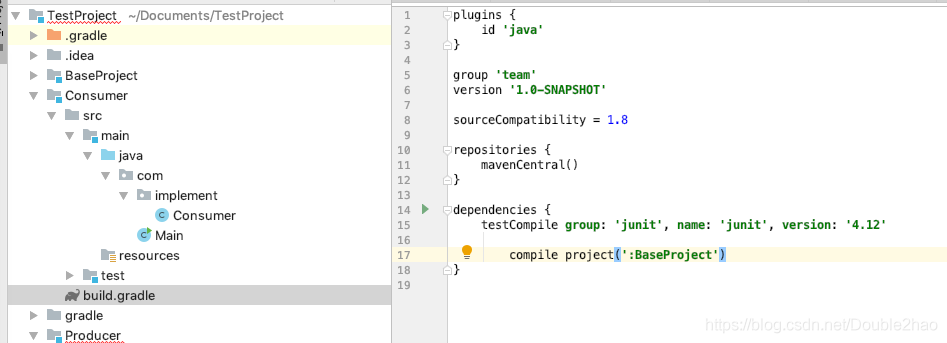 TestProject ~/Documents/TestProject
.gradle
.idea
BaseProject
Consumer
src
main
java
com
implement
Consumer
Main
resources
test
build.gradle
gradle
Producer
1 plugins {
2 id 'java'
3 }
4
5 group 'team'
6 version '1.0-SNAPSHOT'
7
8 sourceCompatibility = 1.8
9
10 repositories {
11 mavenCentral()
12 }
13
14 dependencies {
15 testCompile group: 'junit', name: 'junit', version: '4.12'
16
17 compile project(':BaseProject')
18 }
19
https://blog.csdn.net/Double2hao